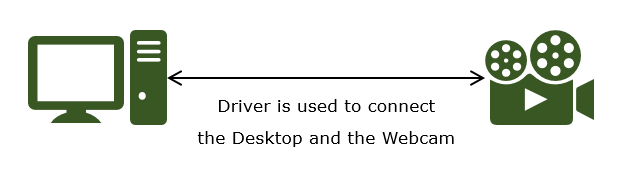 Driver is used to connect
the Desktop and the Webcam